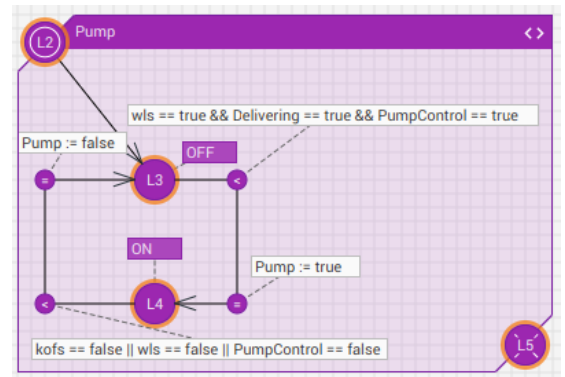 L2
Pump
< >
wls == true && Delivering == true && PumpControl == true
Pump := false
OFF
=
L3
<
ON
Pump := true
<
L4
=
kofs == false || wls == false || PumpControl == false
L5